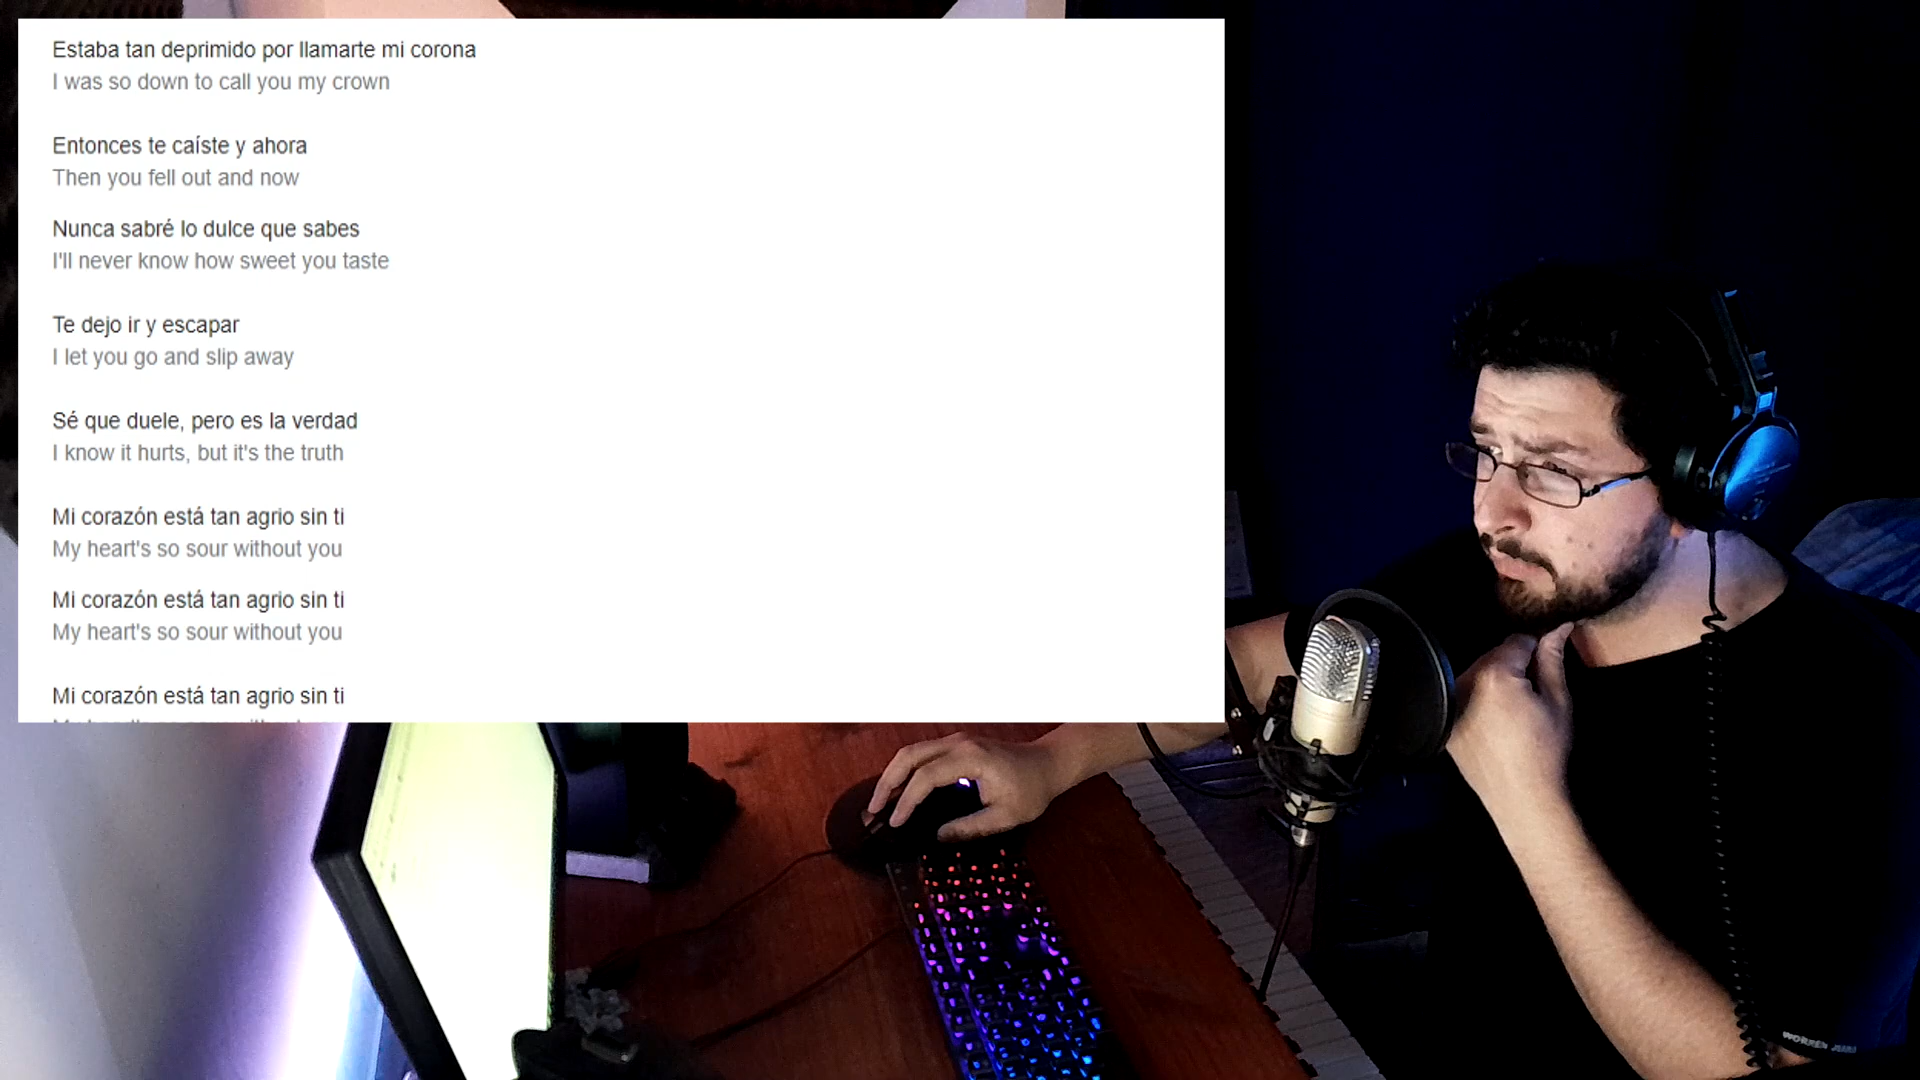 Estaba tan deprimido por llamarte mi corona
I was so down to call you my crown
Entonces te caíste y ahora
Then you fell out and now
Nunca sabré lo dulce que sabes
I'll never know how sweet you taste
Te dejo ir y escapar
I let you go and slip away
Sé que duele, pero es la verdad
I know it hurts, but it's the truth
Mi corazón está tan agrio sin ti
My heart's so sour without you
Mi corazón está tan agrio sin ti
My heart's so sour without you
Mi corazón está tan agrio sin ti